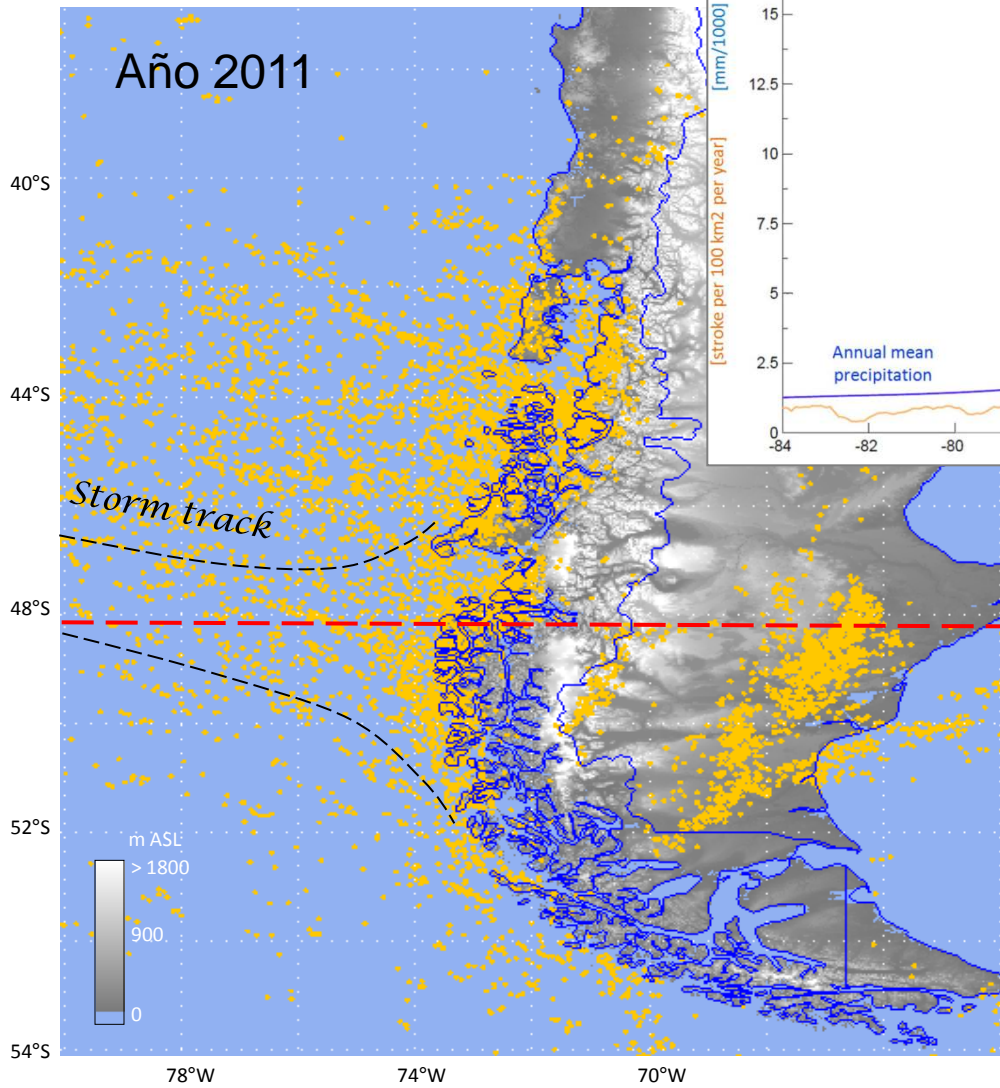 Año 2011
[mm/1000]
[stroke per 100 km2 per year]
15
12.5
10
7.5
5
2.5
0
Annual mean
precipitation
-84
-82
-80
40°S
44°S
Storm track
48°S
52°S
m ASL
> 1800
900
0
54°S
78°W
74°W
70°W